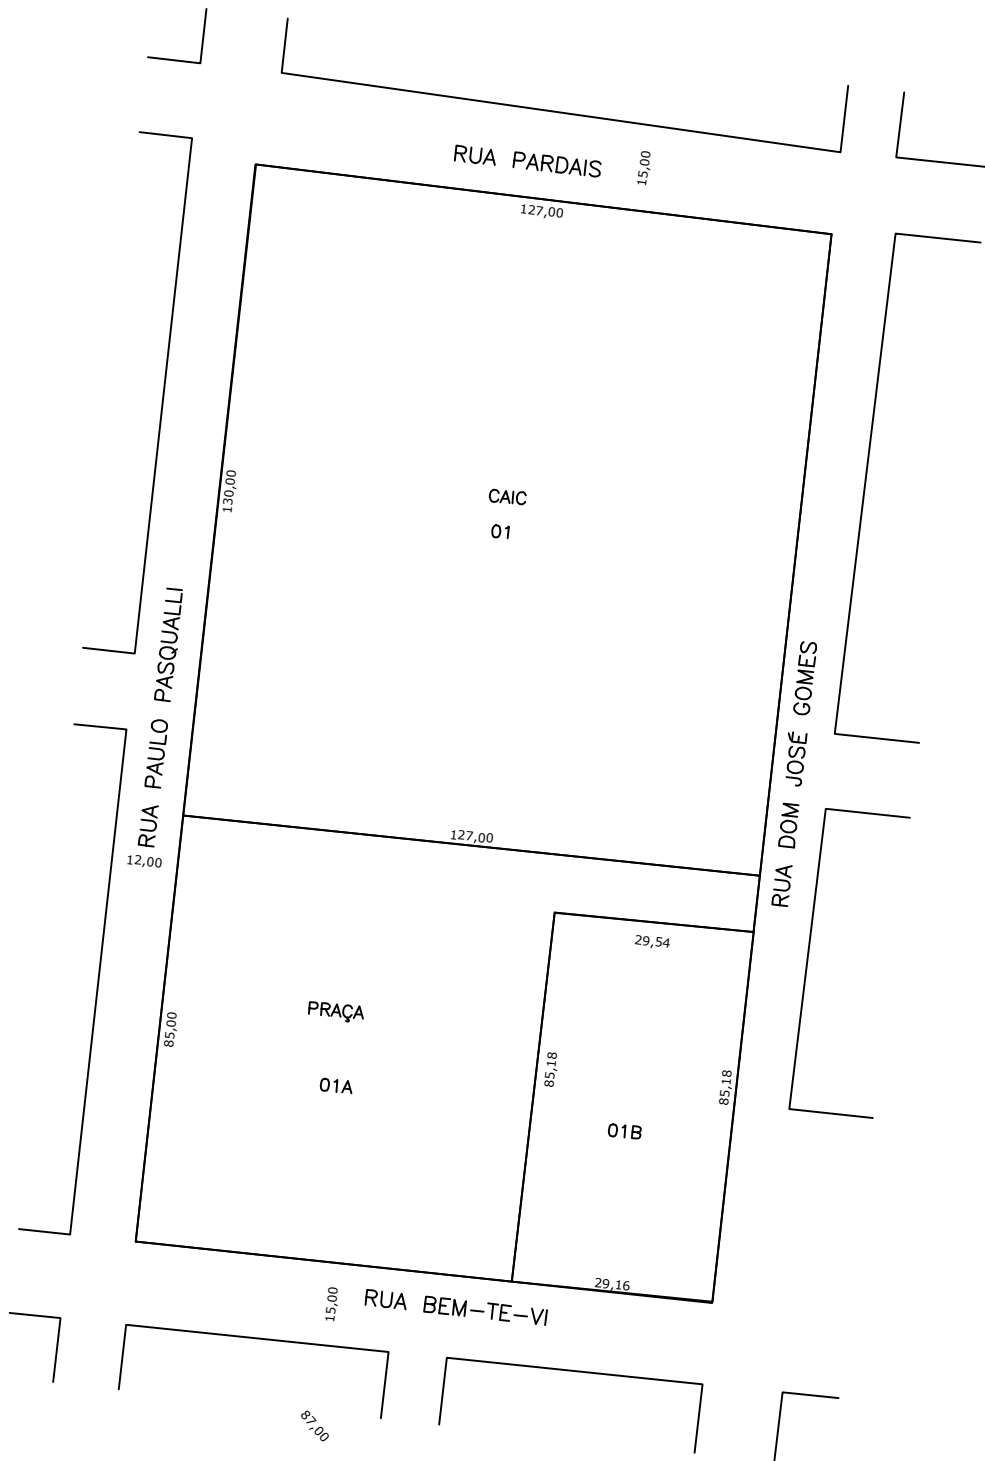 RUA PARDAIS
15,00
127,00
130,00
CAIC
01
RUA PAULO PASQUALLI
RUA DOM JOSÉ GOMES
127,00
12,00
29,54
85,00
PRAÇA
01A
85,18
85,18
01B
29,16
15,00
RUA BEM-TE-VI
87,00